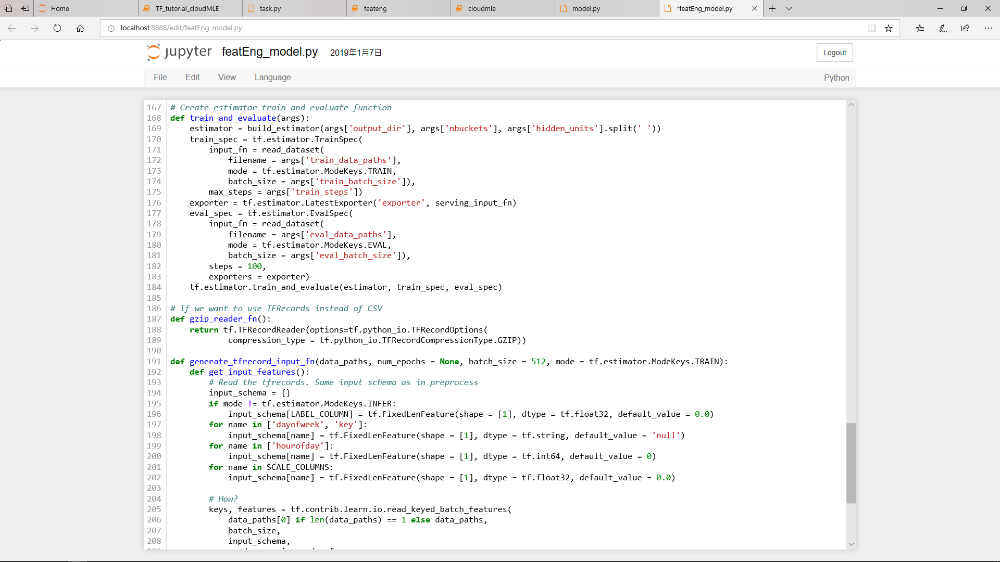 Home
TF_tutorial_cloudMLE
task.py
feateng
cloudmle
model.py
*featEng_model.py
localhost:8888/edit/featEng_model.py
jupyter featEng_model.py 2019年1月7日
Logout
File Edit View Language
Python
167 # Create estimator train and evaluate function
168 def train_and_evaluate(args):
169     estimator = build_estimator(args['output_dir'], args['nbuckets'], args['hidden_units'].split(' '))
170     train_spec = tf.estimator.TrainSpec(
171         input_fn = read_dataset(
172             filename = args['train_data_paths'],
173             mode = tf.estimator.ModeKeys.TRAIN,
174             batch_size = args['train_batch_size']),
175         max_steps = args['train_steps'])
176     exporter = tf.estimator.LatestExporter('exporter', serving_input_fn)
177     eval_spec = tf.estimator.EvalSpec(
178         input_fn = read_dataset(
179             filename = args['eval_data_paths'],
180             mode = tf.estimator.ModeKeys.EVAL,
181             batch_size = args['eval_batch_size']),
182         steps = 100,
183         exporters = exporter)
184     tf.estimator.train_and_evaluate(estimator, train_spec, eval_spec)
185
186 # If we want to use TFRecords instead of CSV
187 def gzip_reader_fn():
188     return tf.TFRecordReader(options=tf.python_io.TFRecordOptions(
189             compression_type = tf.python_io.TFRecordCompressionType.GZIP))
190
191 def generate_tfrecord_input_fn(data_paths, num_epochs = None, batch_size = 512, mode = tf.estimator.ModeKeys.TRAIN):
192     def get_input_features():
193         # Read the tfrecords. Same input schema as in preprocess
194         input_schema = {}
195         if mode != tf.estimator.ModeKeys.INFER:
196             input_schema[LABEL_COLUMN] = tf.FixedLenFeature(shape = [1], dtype = tf.float32, default_value = 0.0)
197         for name in ['dayofweek', 'key']:
198             input_schema[name] = tf.FixedLenFeature(shape = [1], dtype = tf.string, default_value = 'null')
199         for name in ['hourofday']:
200             input_schema[name] = tf.FixedLenFeature(shape = [1], dtype = tf.int64, default_value = 0)
201         for name in SCALE_COLUMNS:
202             input_schema[name] = tf.FixedLenFeature(shape = [1], dtype = tf.float32, default_value = 0.0)
203
204         # How?
205         keys, features = tf.contrib.learn.io.read_keyed_batch_features(
206             data_paths[0] if len(data_paths) == 1 else data_paths,
207             batch_size,
208             input_schema,